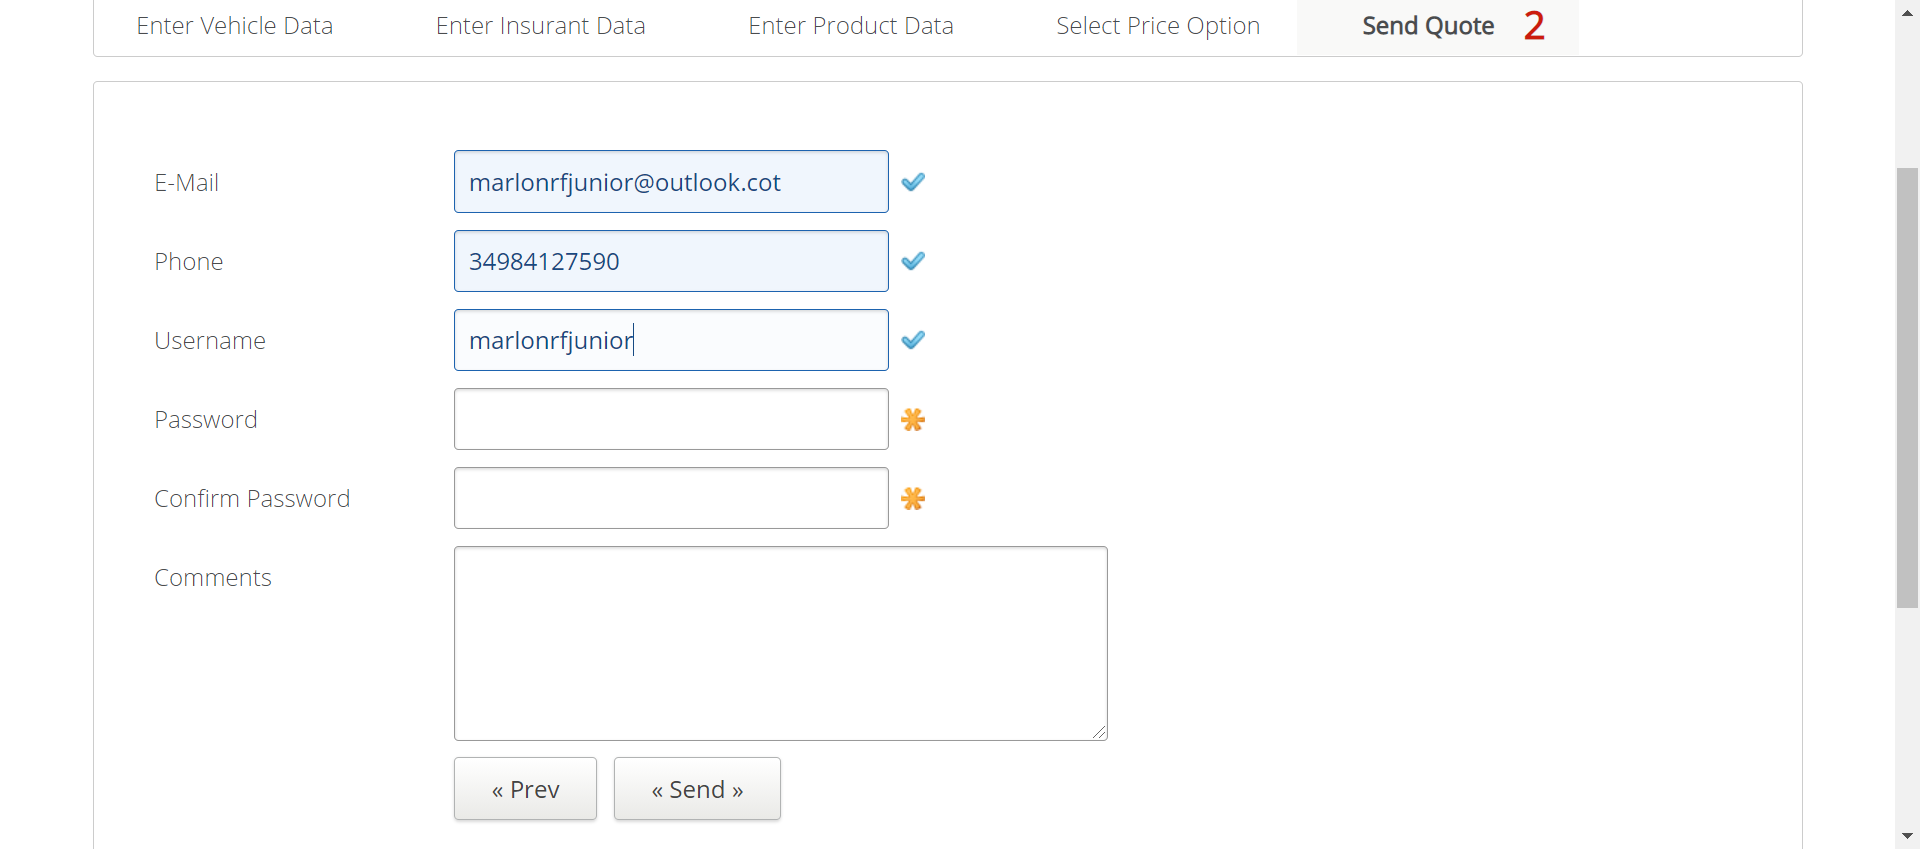 Enter Vehicle Data Enter Insurant Data Enter Product Data Select Price Option Send Quote 2
E-Mail marlonrfjunior@outlook.cot
Phone 34984127590
Username marlonrfjunior
Password
Confirm Password
Comments
« Prev « Send »